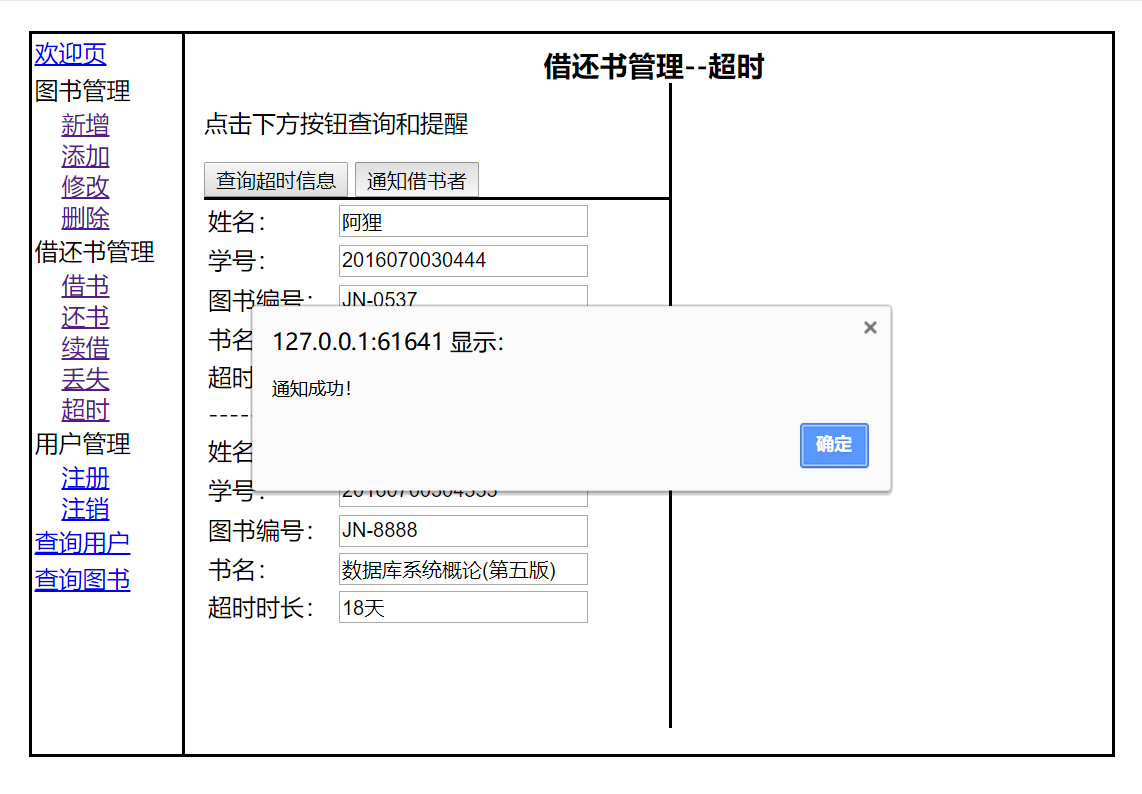 欢迎页
图书管理
新增
添加
修改
删除
借还书管理
借书
还书
续借
丢失
超时
用户管理
注册
注销
查询用户
查询图书
借还书管理--超时
点击下方按钮查询和提醒
查询超时信息 通知借书者
姓名： 阿狸
学号： 2016070030444
图书编号： JN-0537
书名
超时
----
127.0.0.1:61641 显示:
通知成功！
确定
姓名
学号：
图书编号： JN-8888
书名： 数据库系统概论(第五版)
超时时长： 18天